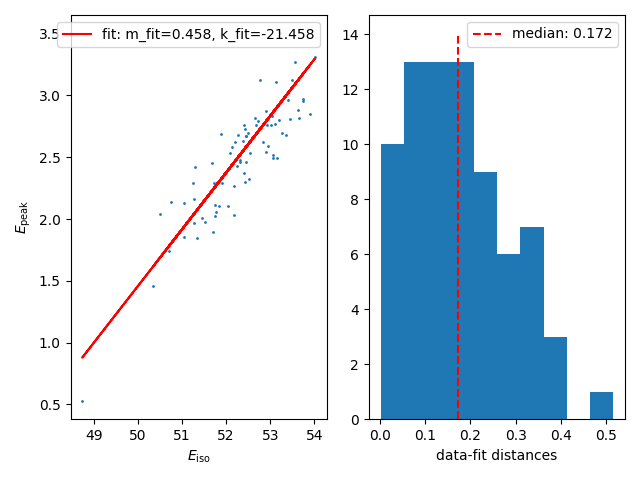 3.5
3.0
2.5
2.0
1.5
1.0
0.5
49 50 51 52 53 54
E_iso
E_peak
fit: m_fit=0.458, k_fit=-21.458
14
12
10
8
6
4
2
0
0.0 0.1 0.2 0.3 0.4 0.5
data-fit distances
median: 0.172